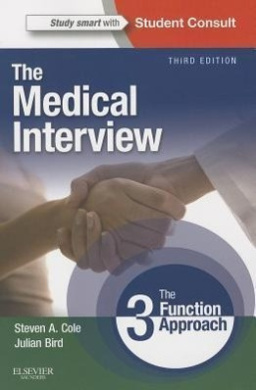 Study smart with Student Consult
THIRD EDITION
The
Medical
Interview
3 The
Function
Approach
Steven A. Cole
Julian Bird
ELSEVIER
SAUNDERS